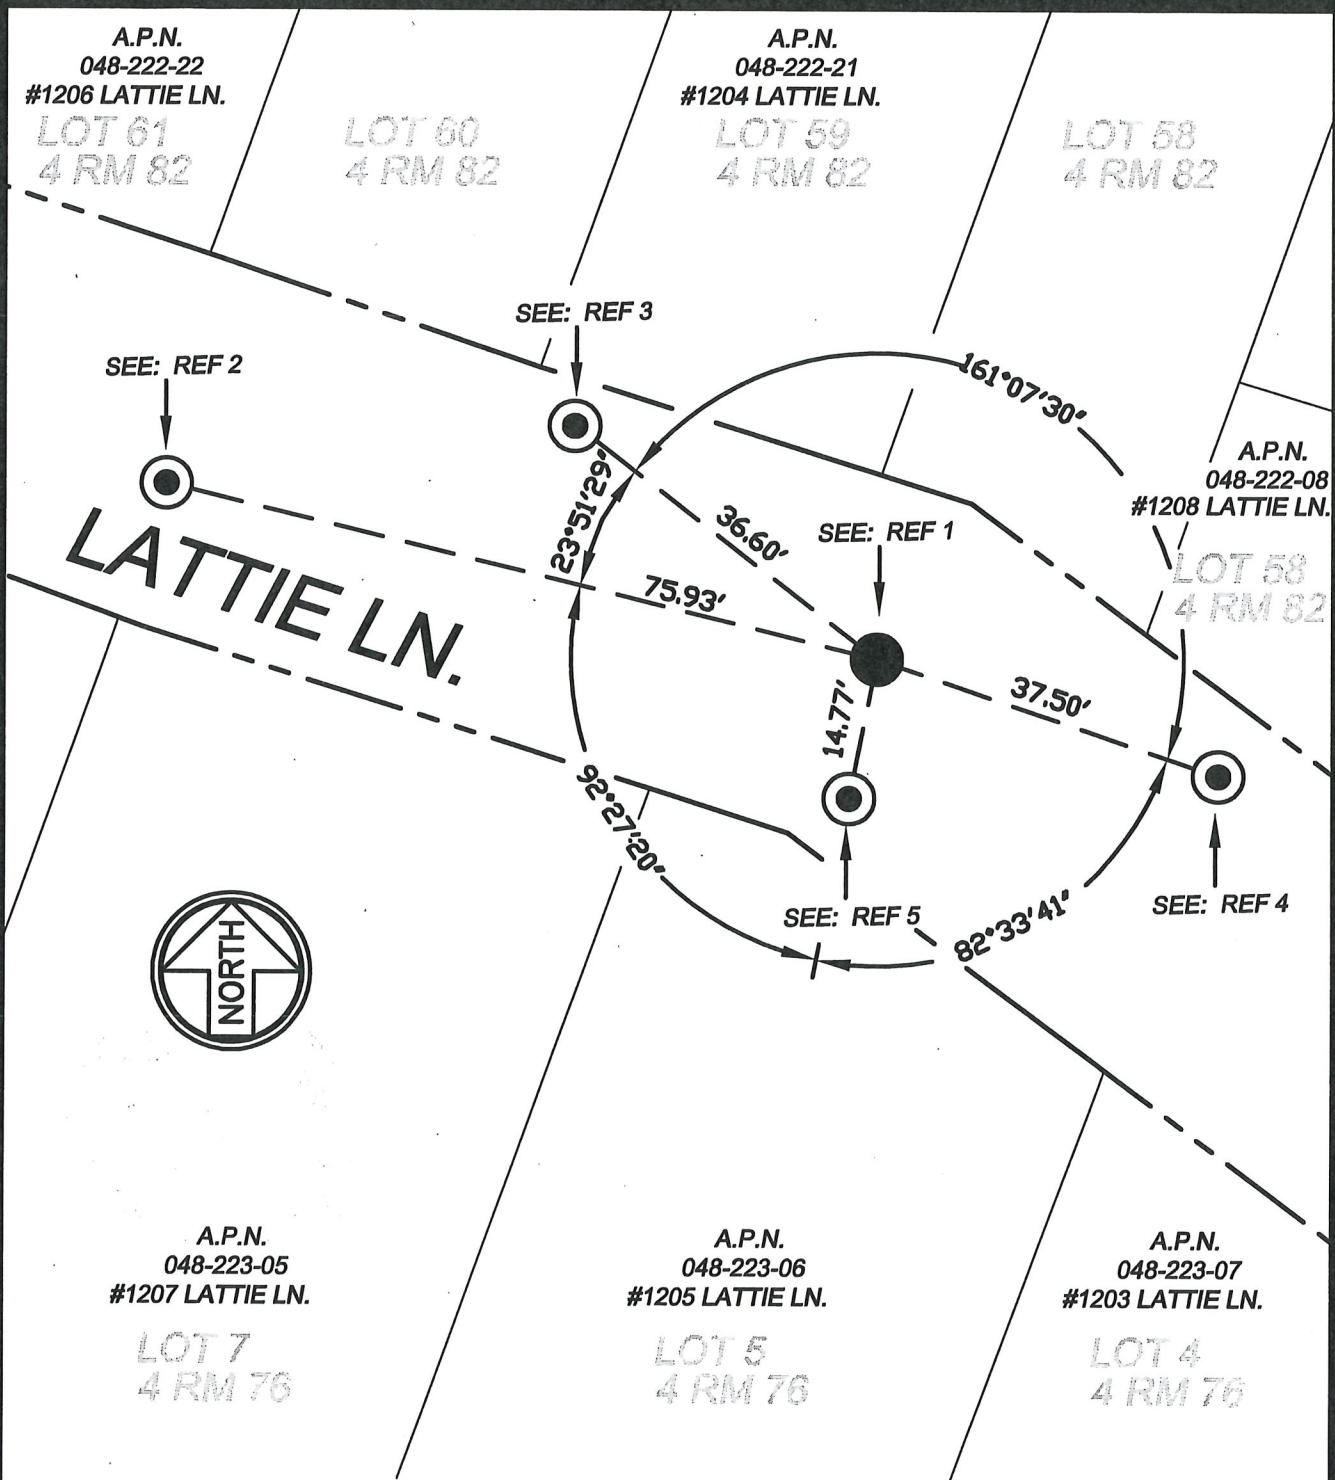 A.P.N.
048-222-22
#1206 LATTIE LN.
LOT 61
4 RM 82
LOT 60
4 RM 82
A.P.N.
048-222-21
#1204 LATTIE LN.
LOT 59
4 RM 82
LOT 58
4 RM 82
SEE: REF 3
SEE: REF 2
161°07'30"
A.P.N.
048-222-08
#1208 LATTIE LN.
LOT 58
4 RM 82
23°51'29"
36.60'
SEE: REF 1
75.93'
LATTIE LN.
37.50'
14.77'
92°27'20"
SEE: REF 5
82°33'41"
SEE: REF 4
NORTH
A.P.N.
048-223-05
#1207 LATTIE LN.
LOT 7
4 RM 76
A.P.N.
048-223-06
#1205 LATTIE LN.
LOT 5
4 RM 76
A.P.N.
048-223-07
#1203 LATTIE LN.
LOT 4
4 RM 76